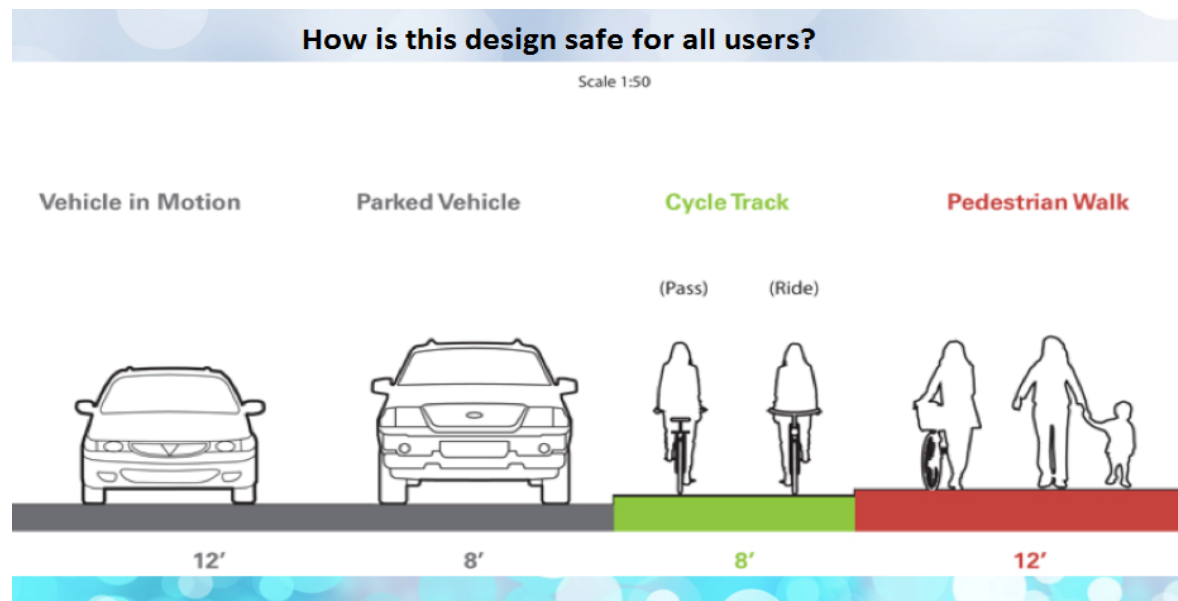 How is this design safe for all users?
Scale 1:50
Vehicle in Motion Parked Vehicle Cycle Track Pedestrian Walk
(Pass) (Ride)
12′ 8′ 8′ 12′